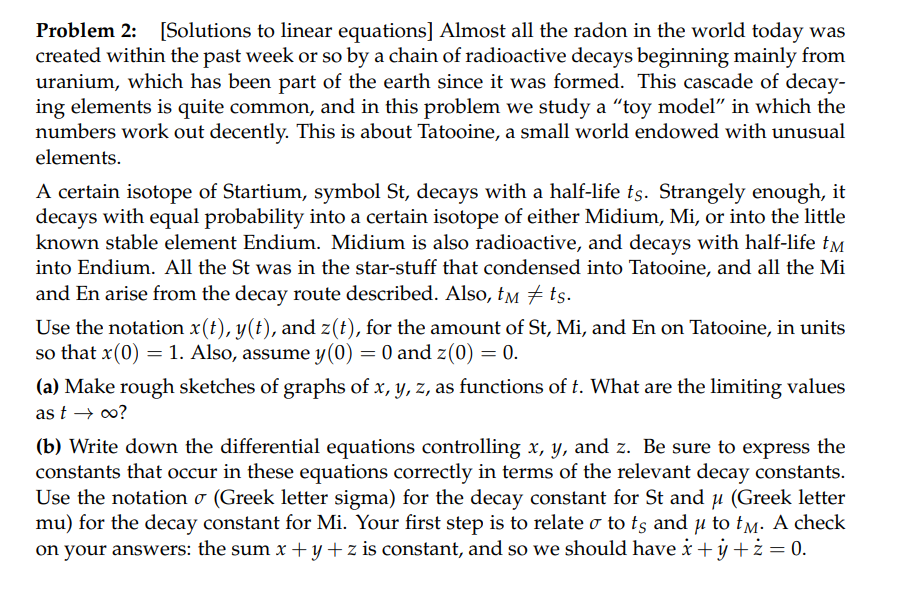 Problem 2: [Solutions to linear equations] Almost all the radon in the world today was
created within the past week or so by a chain of radioactive decays beginning mainly from
uranium, which has been part of the earth since it was formed. This cascade of decay-
ing elements is quite common, and in this problem we study a “toy model” in which the
numbers work out decently. This is about Tatooine, a small world endowed with unusual
elements.
A certain isotope of Startium, symbol St, decays with a half-life t_S. Strangely enough, it
decays with equal probability into a certain isotope of either Midium, Mi, or into the little
known stable element Endium. Midium is also radioactive, and decays with half-life t_M
into Endium. All the St was in the star-stuff that condensed into Tatooine, and all the Mi
and En arise from the decay route described. Also, t_M ≠ t_S.
Use the notation x(t), y(t), and z(t), for the amount of St, Mi, and En on Tatooine, in units
so that x(0) = 1. Also, assume y(0) = 0 and z(0) = 0.
(a) Make rough sketches of graphs of x, y, z, as functions of t. What are the limiting values
as t → ∞?
(b) Write down the differential equations controlling x, y, and z. Be sure to express the
constants that occur in these equations correctly in terms of the relevant decay constants.
Use the notation σ (Greek letter sigma) for the decay constant for St and μ (Greek letter
mu) for the decay constant for Mi. Your first step is to relate σ to t_S and μ to t_M. A check
on your answers: the sum x + y + z is constant, and so we should have ẋ + ẏ + ż = 0.